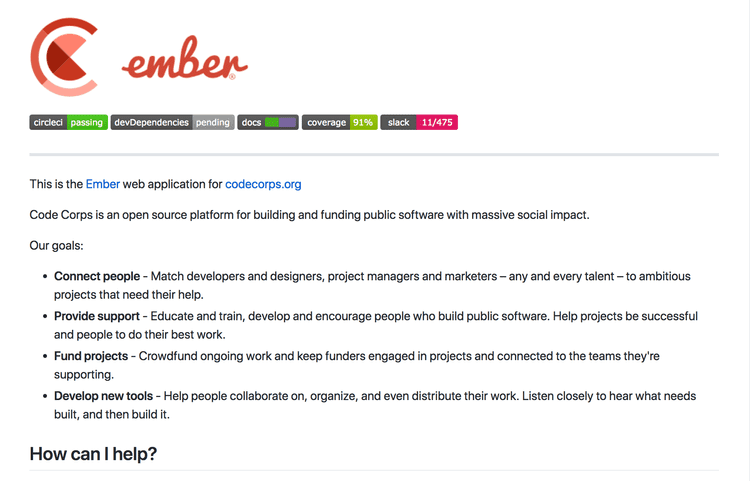 ember®
circleci passing devDependencies pending docs coverage 91% slack 11/475
This is the Ember web application for codecorps.org
Code Corps is an open source platform for building and funding public software with massive social impact.
Our goals:
• Connect people - Match developers and designers, project managers and marketers – any and every talent – to ambitious
projects that need their help.
• Provide support - Educate and train, develop and encourage people who build public software. Help projects be successful
and people to do their best work.
• Fund projects - Crowdfund ongoing work and keep funders engaged in projects and connected to the teams they're
supporting.
• Develop new tools - Help people collaborate on, organize, and even distribute their work. Listen closely to hear what needs
built, and then build it.
How can I help?